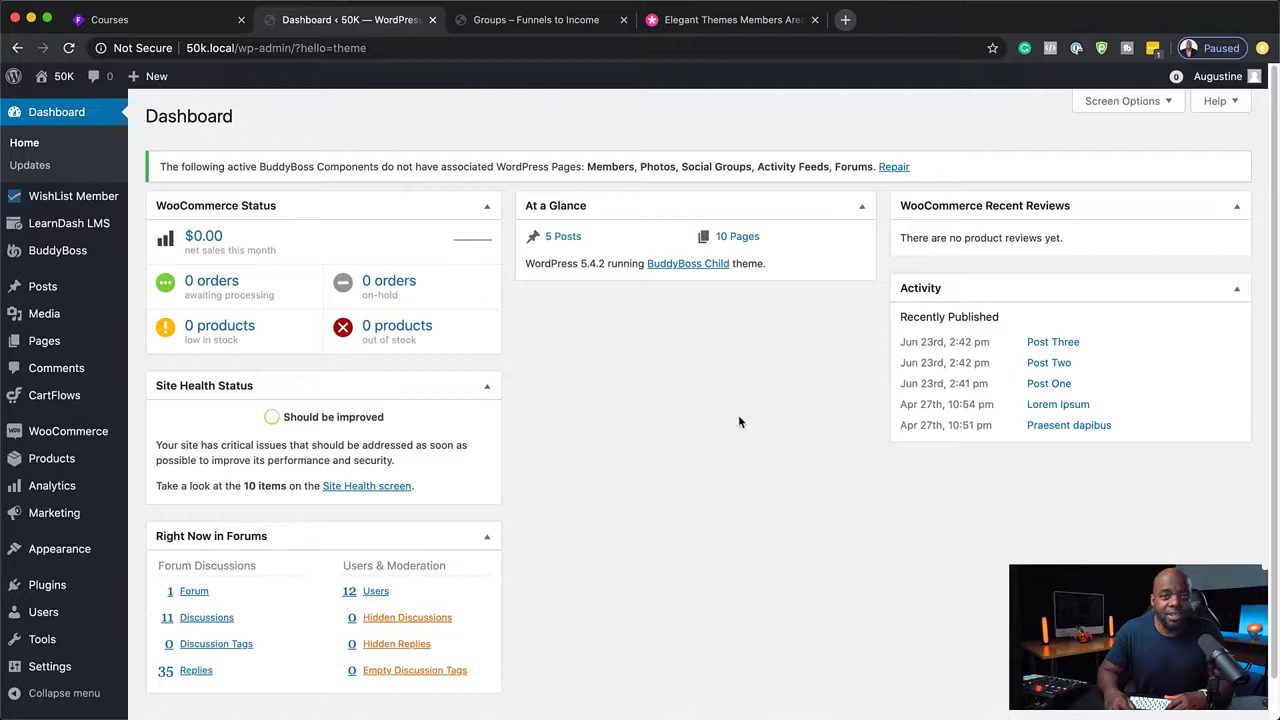 Courses
Dashboard ‹ 50K — WordPress
Groups – Funnels to Income
Elegant Themes Members Are
Not Secure
50k.local/wp-admin/?hello=theme
Paused
50K
0
New
0
Augustine
Dashboard
Home
Updates
WishList Member
LearnDash LMS
BuddyBoss
Posts
Media
Pages
Comments
CartFlows
WooCommerce
Products
Analytics
Marketing
Appearance
Plugins
Users
Tools
Settings
Collapse menu
Dashboard
Screen Options
Help
The following active BuddyBoss Components do not have associated WordPress Pages: Members, Photos, Social Groups, Activity Feeds, Forums. Repair
WooCommerce Status
$0.00
net sales this month
0 orders
awaiting processing
0 orders
on-hold
0 products
low in stock
0 products
out of stock
Site Health Status
Should be improved
Your site has critical issues that should be addressed as soon as
possible to improve its performance and security.
Take a look at the 10 items on the Site Health screen.
Right Now in Forums
Forum Discussions
1 Forum
11 Discussions
0 Discussion Tags
35 Replies
Users & Moderation
12 Users
0 Hidden Discussions
0 Hidden Replies
0 Empty Discussion Tags
At a Glance
5 Posts
10 Pages
WordPress 5.4.2 running BuddyBoss Child theme.
WooCommerce Recent Reviews
There are no product reviews yet.
Activity
Recently Published
Jun 23rd, 2:42 pm Post Three
Jun 23rd, 2:42 pm Post Two
Jun 23rd, 2:41 pm Post One
Apr 27th, 10:54 pm Lorem Ipsum
Apr 27th, 10:51 pm Praesent dapibus